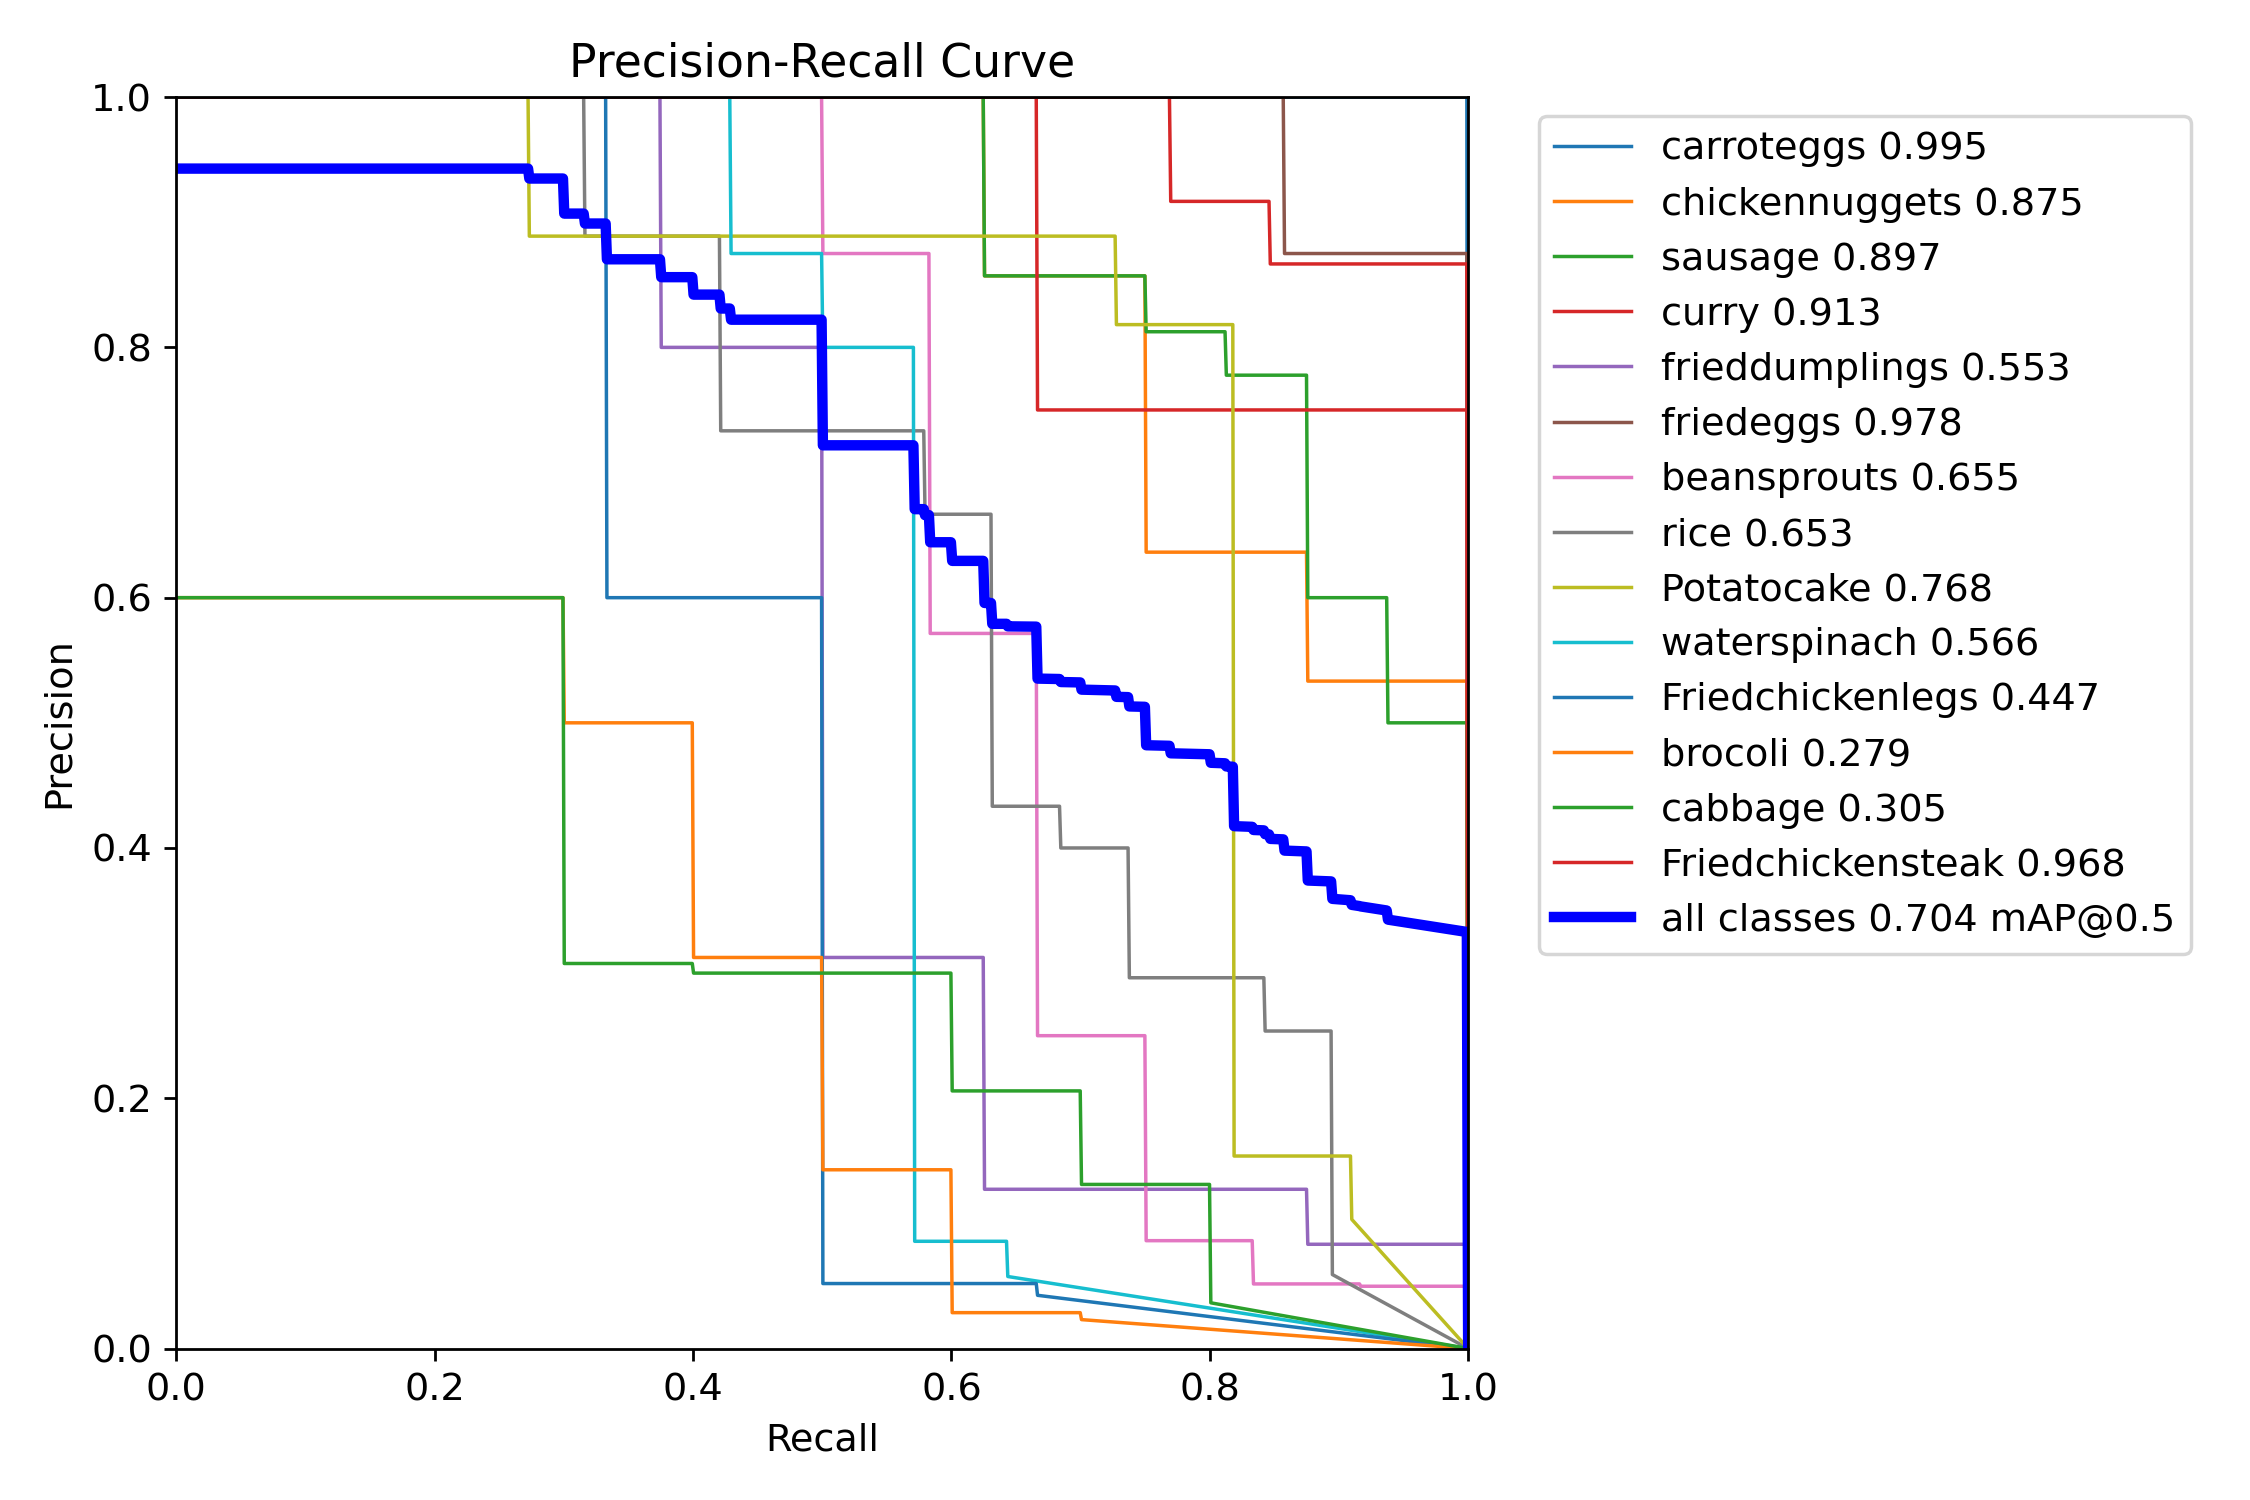 Precision-Recall Curve
1.0
0.8
0.6
0.4
0.2
0.0
Precision
0.0 0.2 0.4 0.6 0.8 1.0
Recall
carroteggs 0.995
chickennuggets 0.875
sausage 0.897
curry 0.913
frieddumplings 0.553
friedeggs 0.978
beansprouts 0.655
rice 0.653
Potatocake 0.768
waterspinach 0.566
Friedchickenlegs 0.447
brocoli 0.279
cabbage 0.305
Friedchickensteak 0.968
all classes 0.704 mAP@0.5